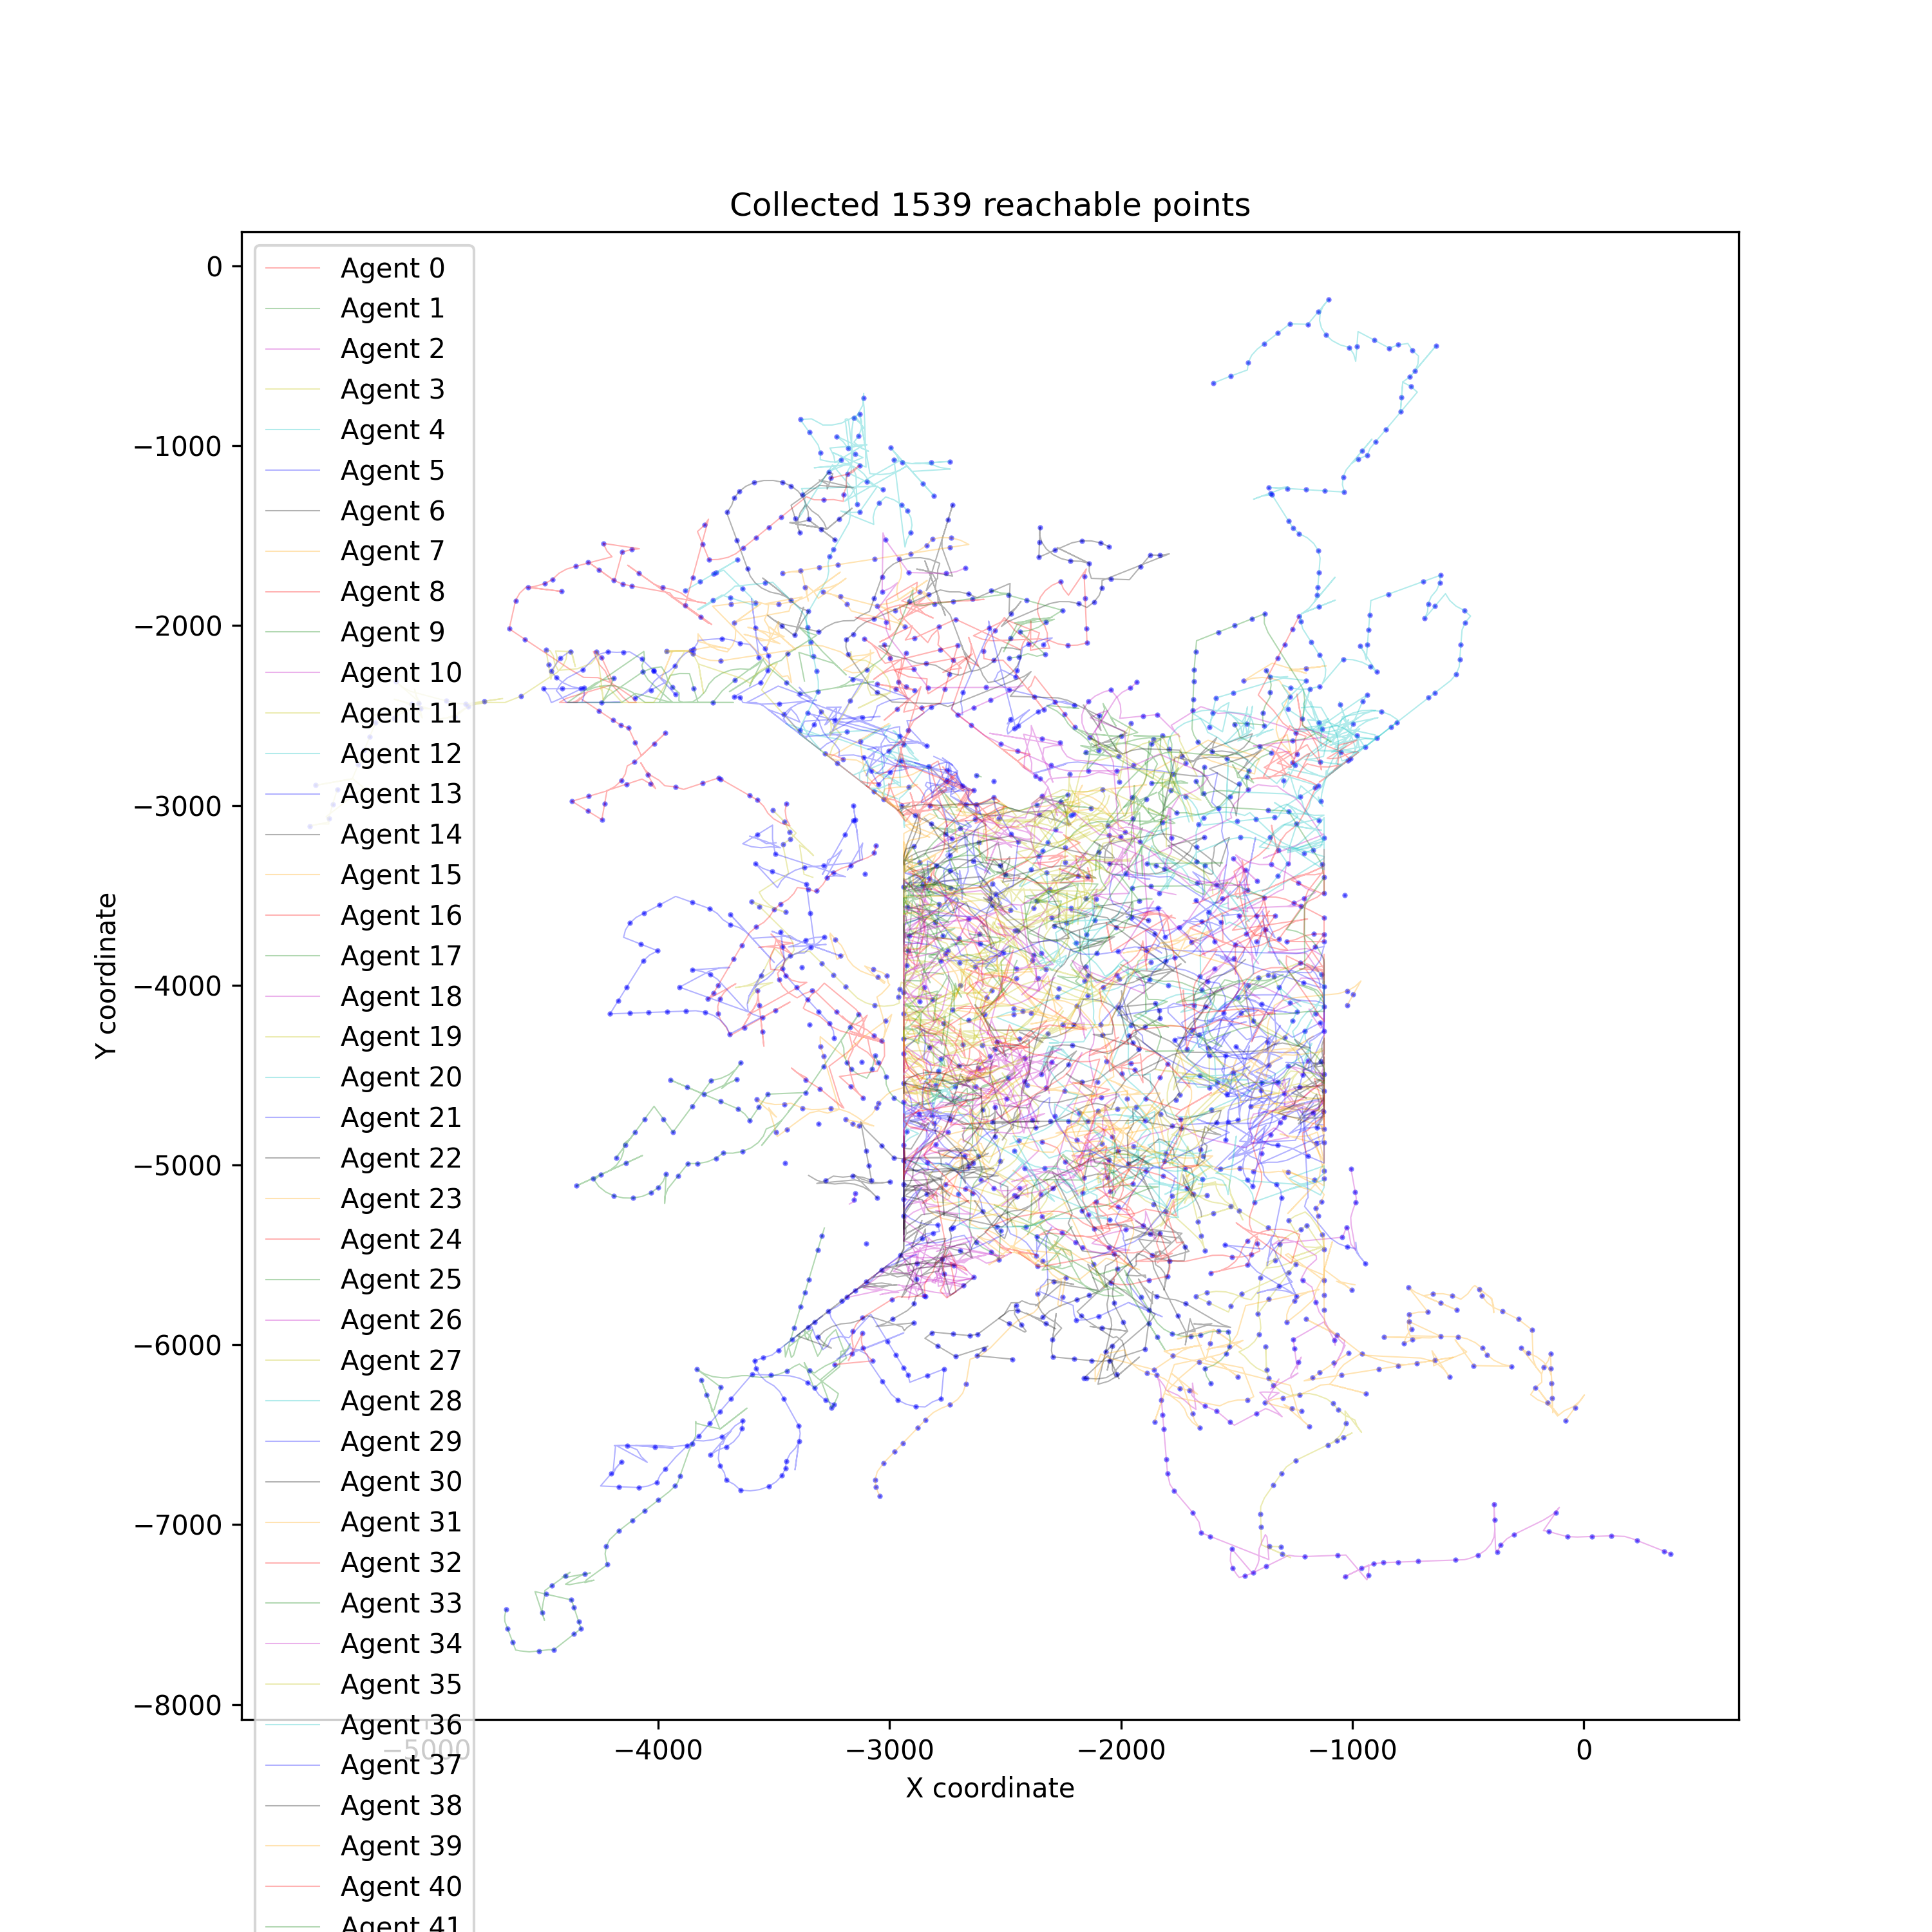 Collected 1539 reachable points
0
−1000
−2000
−3000
−4000
−5000
−6000
−7000
−8000
Y coordinate
Agent 0
Agent 1
Agent 2
Agent 3
Agent 4
Agent 5
Agent 6
Agent 7
Agent 8
Agent 9
Agent 10
Agent 11
Agent 12
Agent 13
Agent 14
Agent 15
Agent 16
Agent 17
Agent 18
Agent 19
Agent 20
Agent 21
Agent 22
Agent 23
Agent 24
Agent 25
Agent 26
Agent 27
Agent 28
Agent 29
Agent 30
Agent 31
Agent 32
Agent 33
Agent 34
Agent 35
Agent 36
Agent 37
Agent 38
Agent 39
Agent 40
Agent 41
−5000 −4000 −3000 −2000 −1000 0
X coordinate